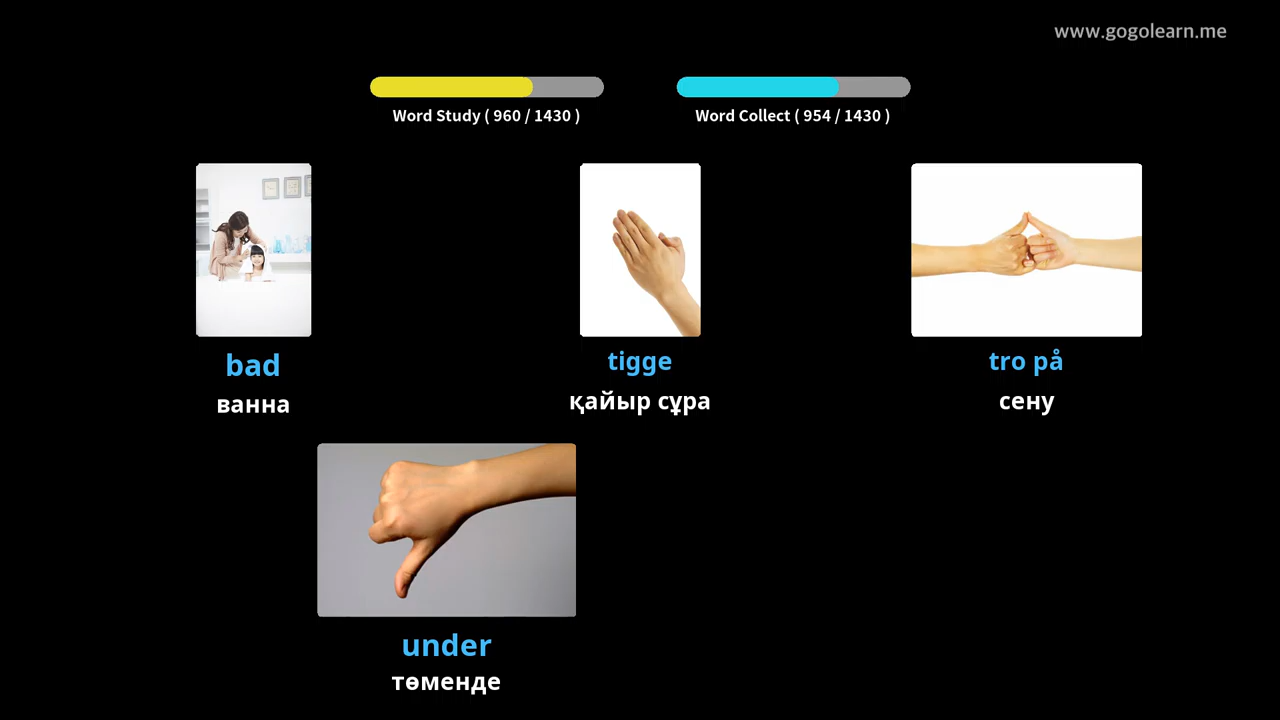 www.gogolearn.me
Word Study ( 960 / 1430 )
Word Collect ( 954 / 1430 )
bad
ванна
tigge
қайыр сұра
tro på
сену
under
төменде